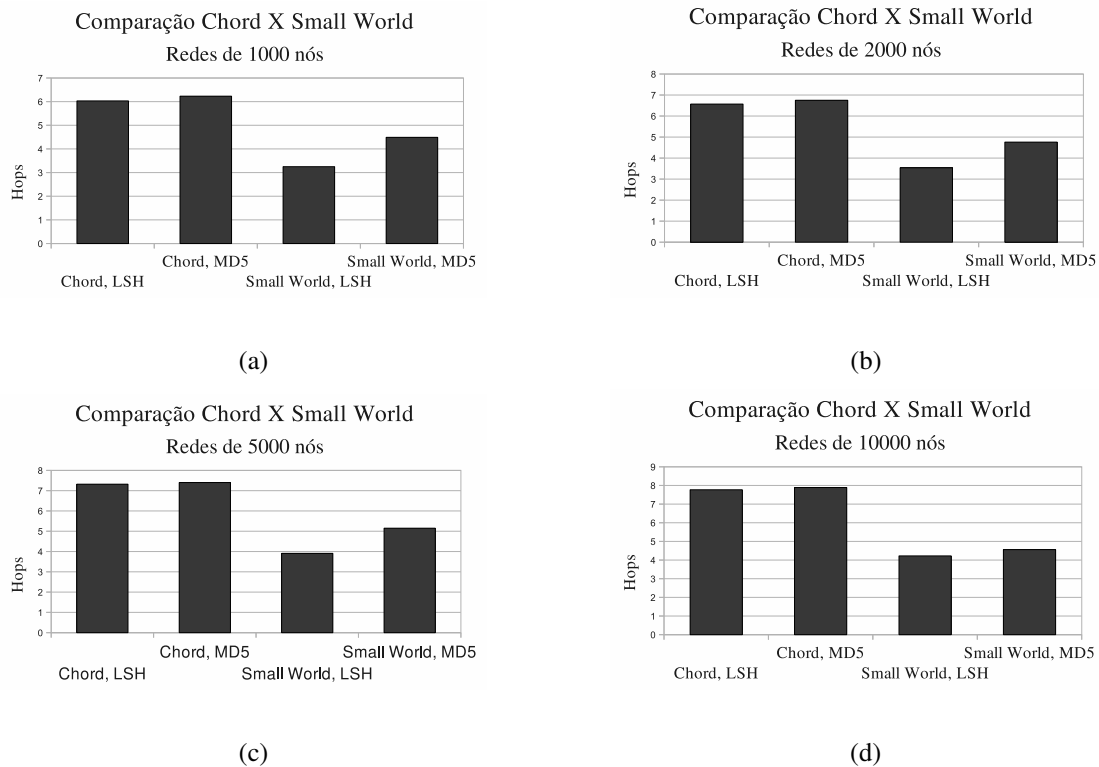 Comparação Chord X Small World
Redes de 1000 nós
7
6
5
4
3
2
1
0
Hops
Chord, MD5
Small World, MD5
Chord, LSH
Small World, LSH
(a)
Comparação Chord X Small World
Redes de 2000 nós
8
7
6
5
4
3
2
1
0
Hops
Chord, MD5
Small World, MD5
Chord, LSH
Small World, LSH
(b)
Comparação Chord X Small World
Redes de 5000 nós
8
7
6
5
4
3
2
1
0
Hops
Chord, MD5
Small World, MD5
Chord, LSH
Small World, LSH
(c)
Comparação Chord X Small World
Redes de 10000 nós
9
8
7
6
5
4
3
2
1
0
Hops
Chord, MD5
Small World, MD5
Chord, LSH
Small World, LSH
(d)